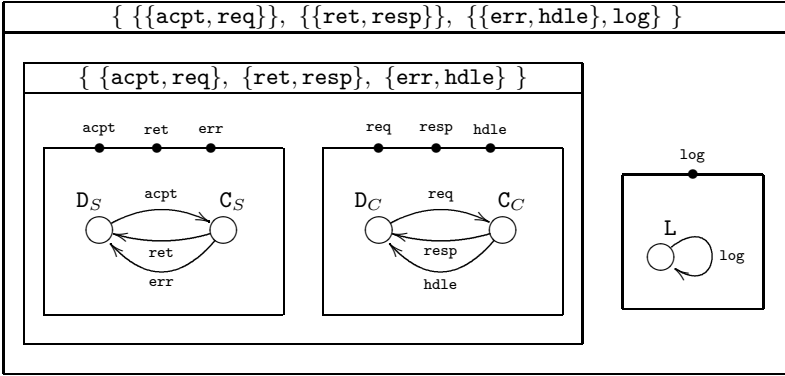 { {{acpt, req}}, {{ret, resp}}, {{err, hdle}, log} }
{ {acpt, req}, {ret, resp}, {err, hdle} }
acpt ret err
req resp hdle
log
D_S acpt C_S
ret
err
D_C req C_C
resp
hdle
L
log